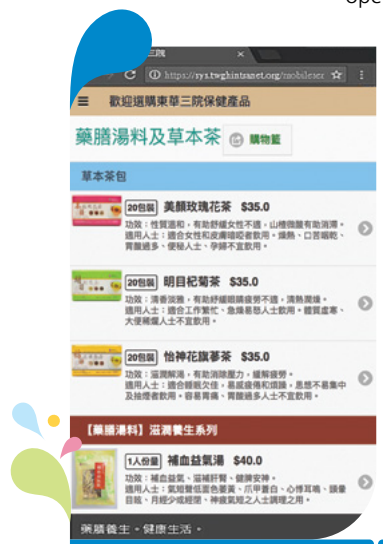 ope
三院
https://rys.twghintsanet.org/mobileser
歡迎選購東華三院保健產品
藥膳湯料及草本茶 購物籃
草本茶包
20包裝 美顏玫瑰花茶 $35.0
功效：性質溫和，有助舒緩女性不適，山楂微酸有助消滯。
適用人士：適合女性和皮膚暗啞者飲用。燥熱、口苦咽乾、
胃酸過多、便秘人士、孕婦不宜飲用。
20包裝 明目杞菊茶 $35.0
功效：清香淡雅，有助舒緩眼睛疲勞不適，清熱潤燥。
適用人士：適合工作繁忙、急燥易怒人士飲用。體質虛寒、
大便稀爛人士不宜飲用。
20包裝 怡神花旗蔘茶 $35.0
功效：滋潤解渴，有助消除壓力，緩解疲勞。
適用人士：適合睡眠欠佳，易感疲倦和煩躁，思想不易集中
及抽煙者飲用。容易胃痛、胃酸過多人士不宜飲用。
【藥膳湯料】滋潤養生系列
1人份量 補血益氣湯 $40.0
功效：補血益氣、滋補肝腎、健脾安神。
適用人士：氣短聲低面色萎黃、爪甲蒼白、心悸耳鳴、頭暈
目眩、月經少或經閉、神疲氣短之人士調理之用。
藥膳養生。健康生活。